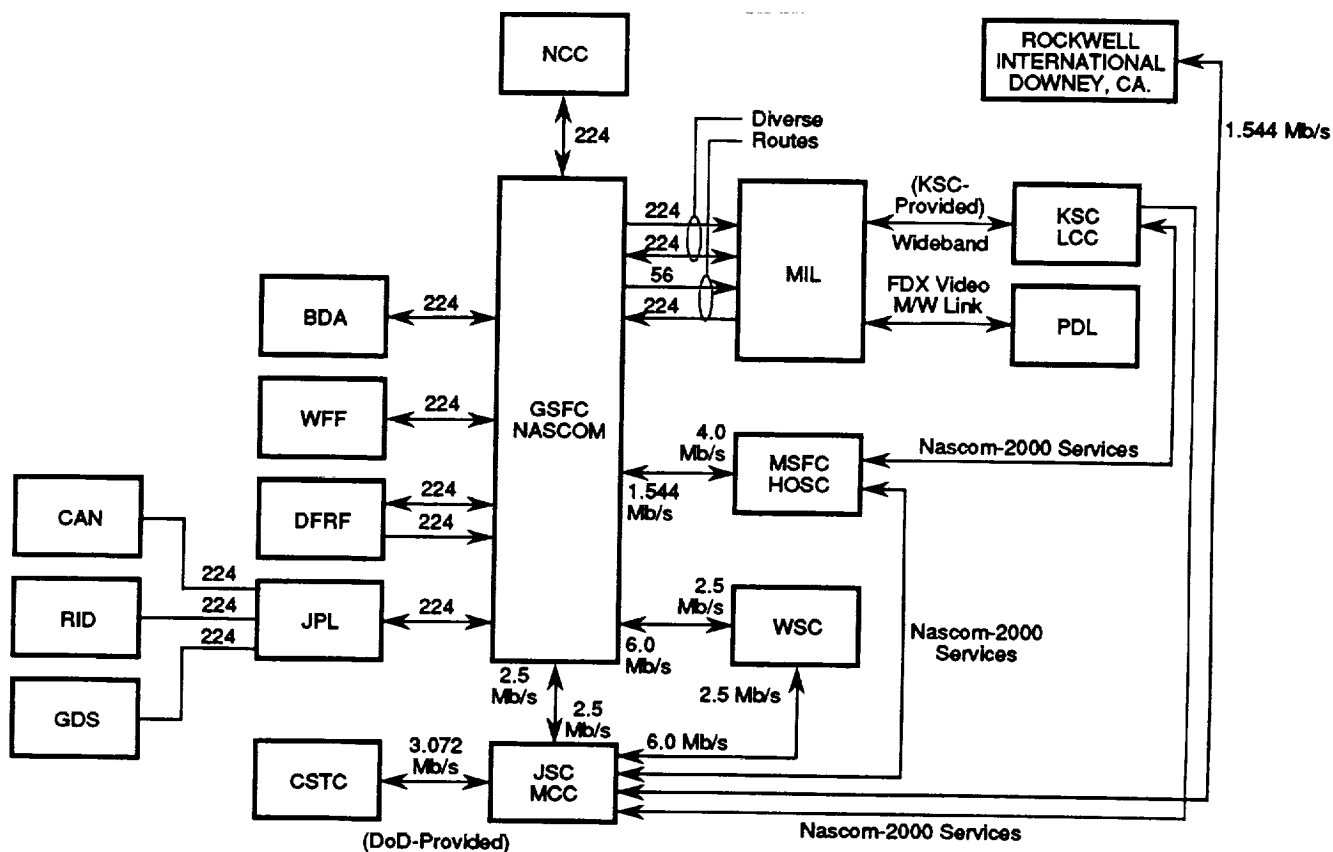 NCC
224
ROCKWELL
INTERNATIONAL
DOWNEY, CA.
1.544 Mb/s
Diverse
Routes
224
224
56
224
MIL
(KSC-
Provided)
Wideband
KSC
LCC
FDX Video
M/W Link
PDL
BDA
224
WFF
224
GSFC
NASCOM
DFRF
224
224
4.0
Mb/s
1.544
Mb/s
MSFC
HOSC
Nascom-2000 Services
CAN
224
RID
224
GDS
224
JPL
224
2.5
Mb/s
6.0
Mb/s
WSC
Nascom-2000
Services
2.5
Mb/s
2.5
Mb/s
2.5 Mb/s
6.0 Mb/s
CSTC
3.072
Mb/s
JSC
MCC
(DoD-Provided)
Nascom-2000 Services